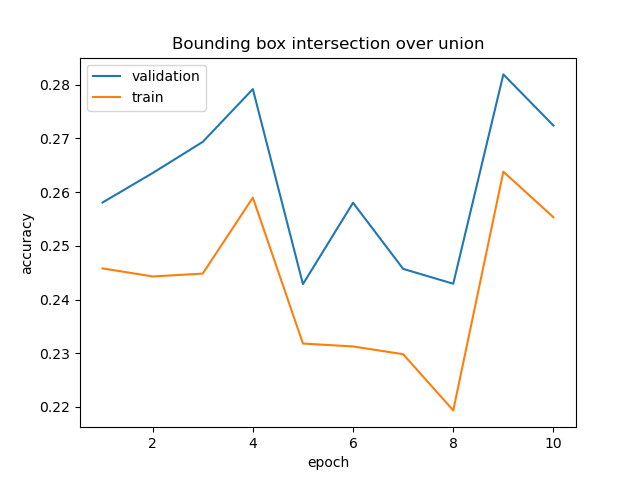 Bounding box intersection over union
validation
train
0.28
0.27
0.26
0.25
0.24
0.23
0.22
accuracy
2 4 6 8 10
epoch